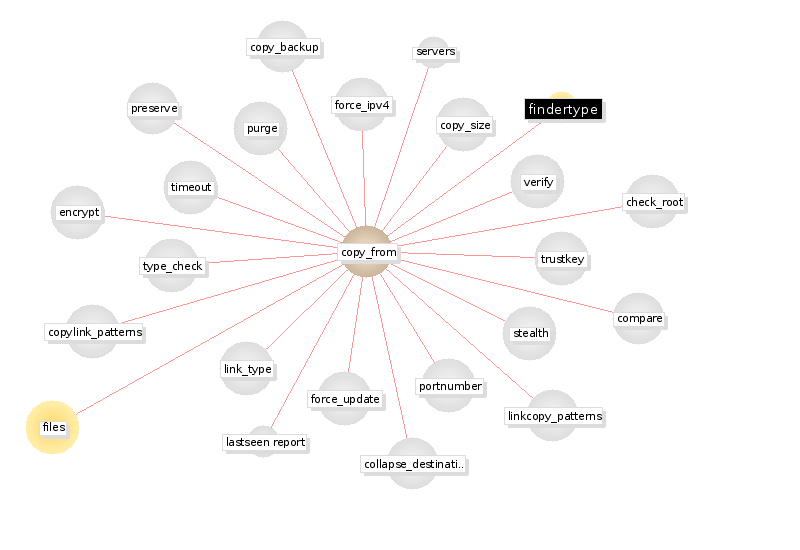 copy_backup
servers
preserve
force_ipv4
findertype
purge
copy_size
timeout
verify
encrypt
check_root
copy_from
type_check
trustkey
copylink_patterns
compare
stealth
link_type
portnumber
force_update
linkcopy_patterns
files
lastseen report
collapse_destinati..